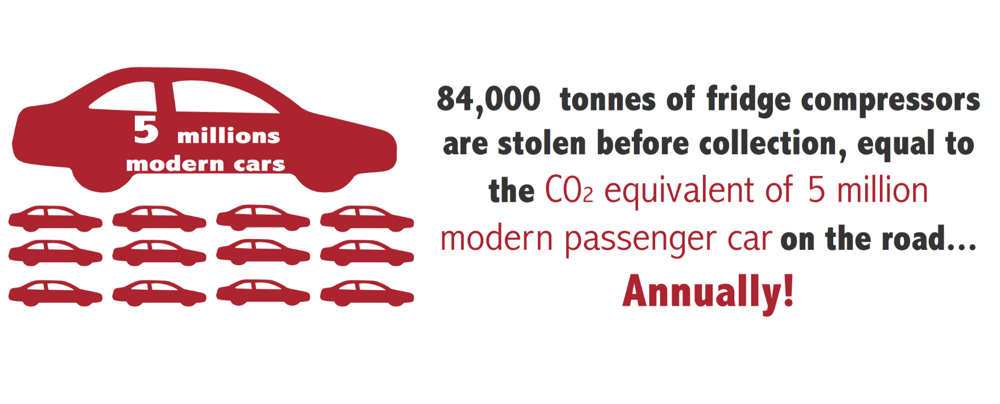 5 millions
modern cars
84,000 tonnes of fridge compressors
are stolen before collection, equal to
the CO₂ equivalent of 5 million
modern passenger car on the road...
Annually!